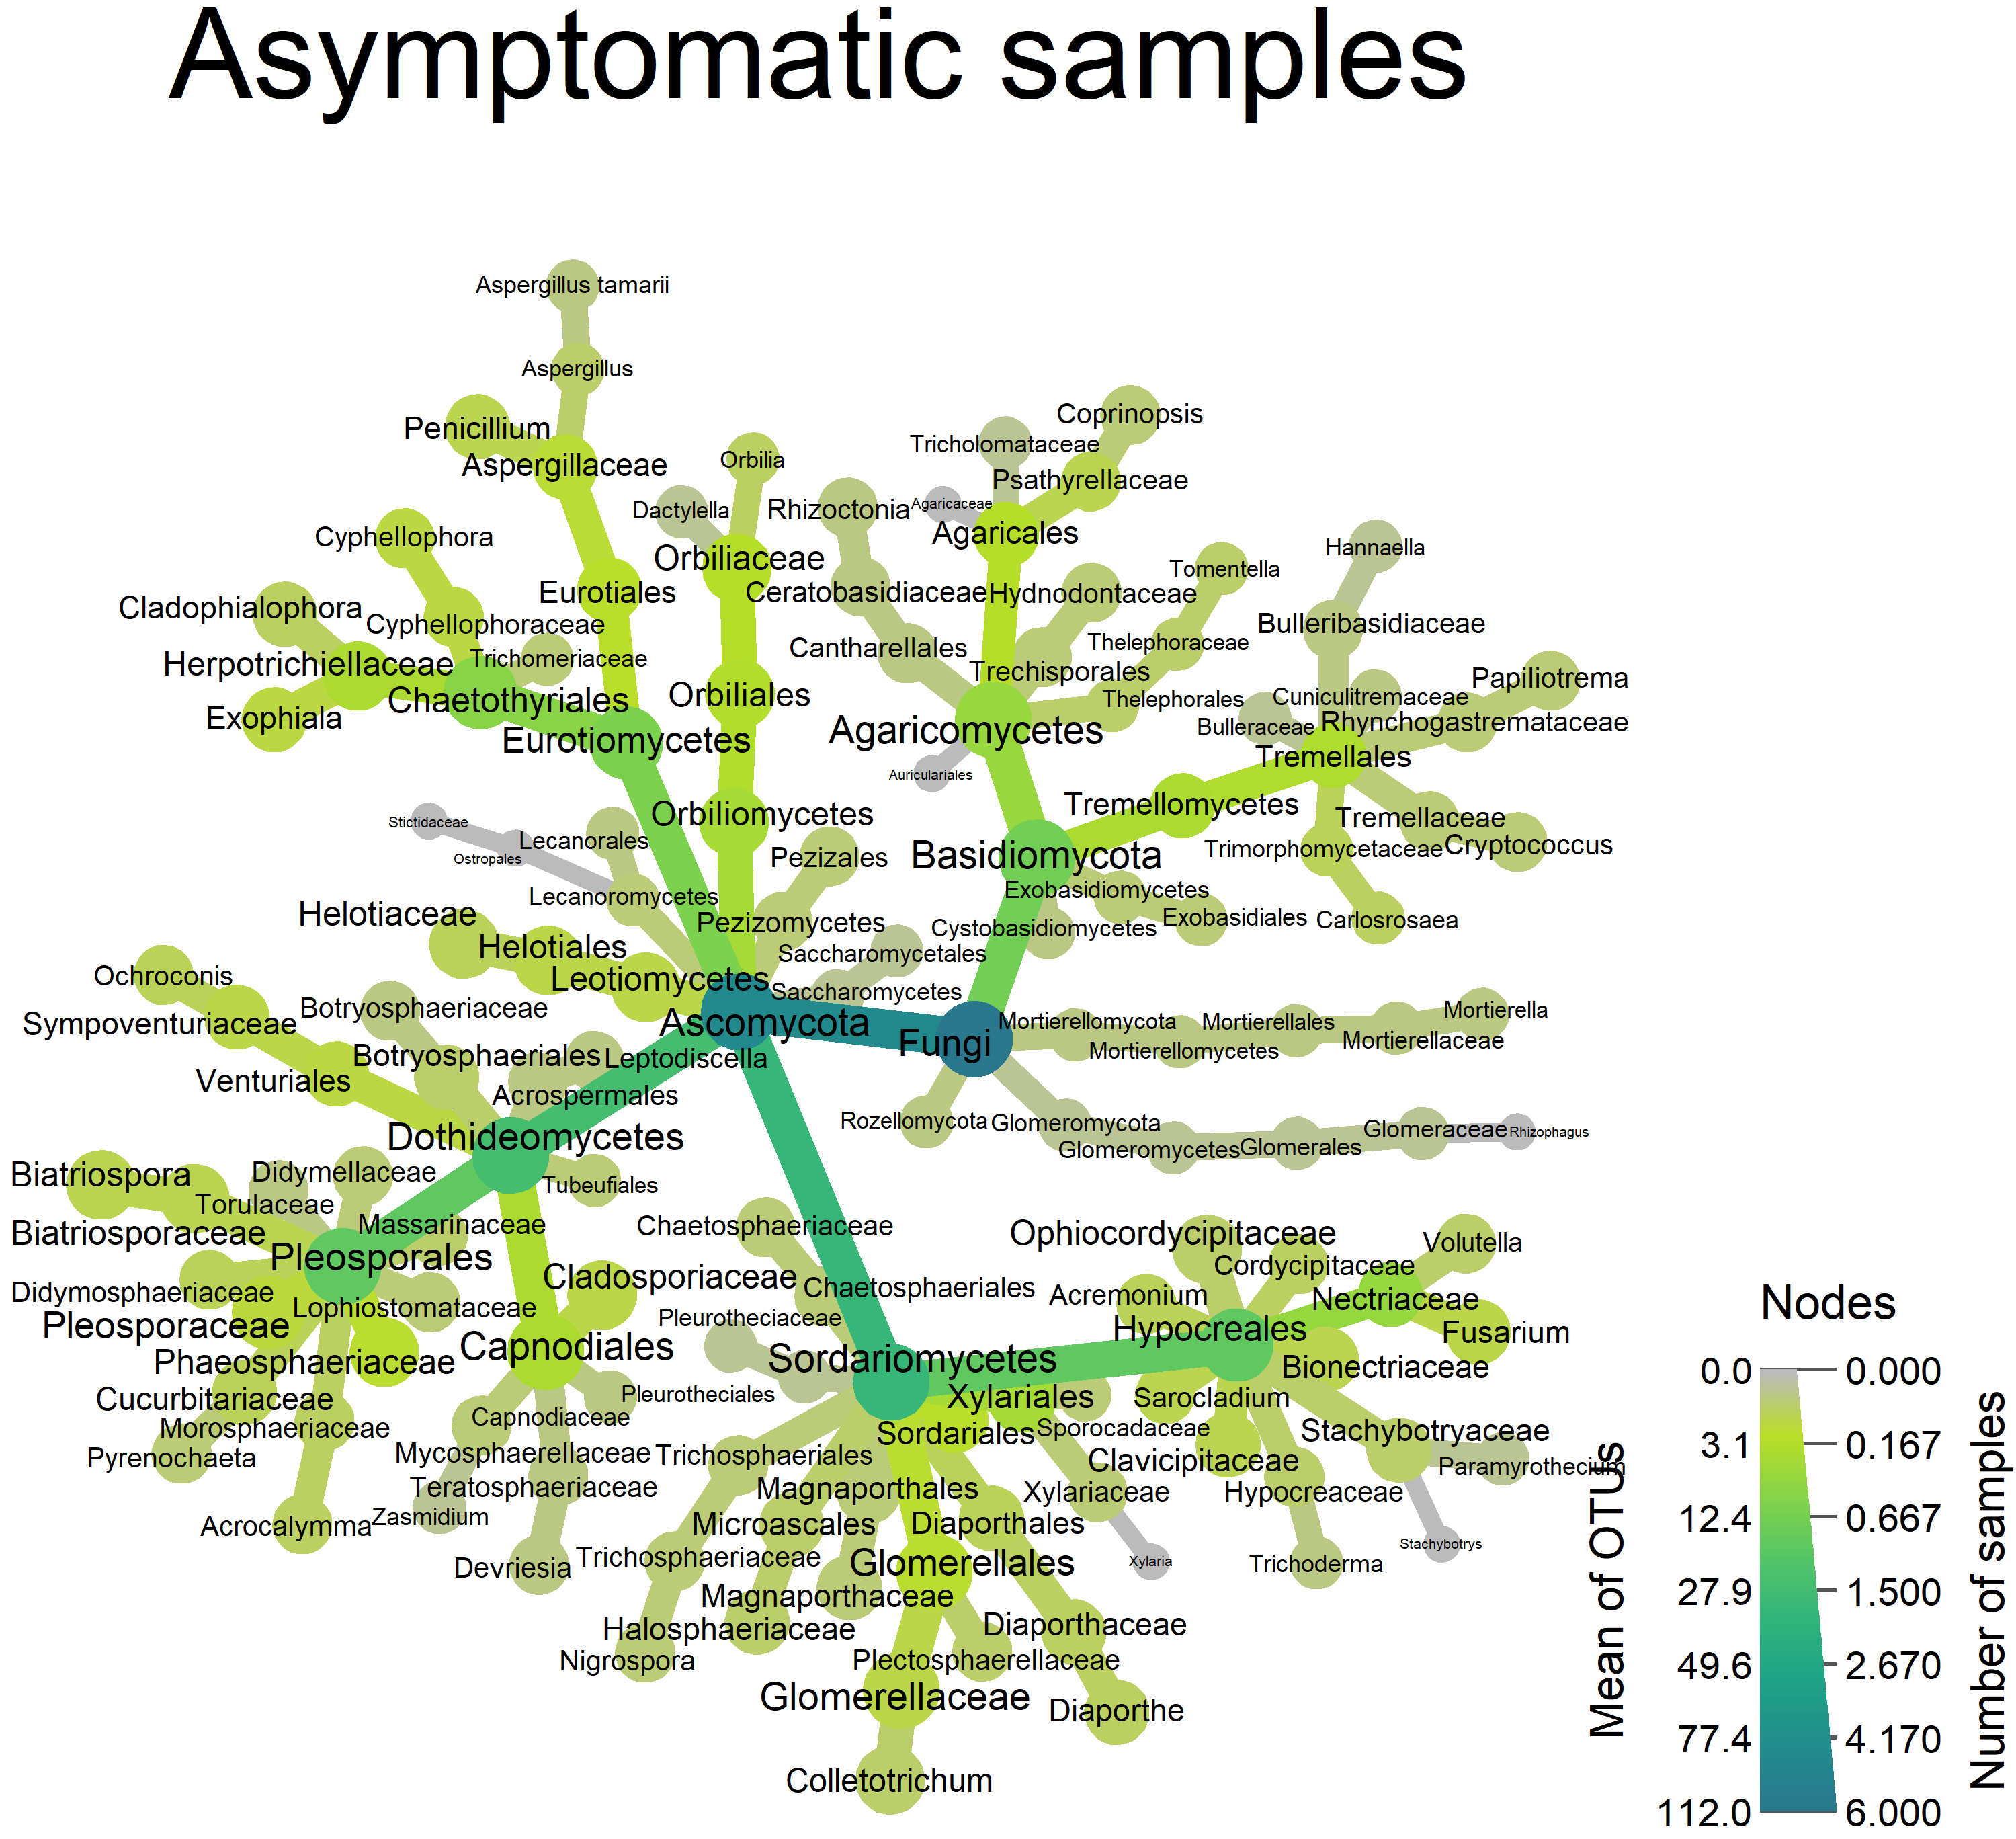 Asymptomatic samples
Aspergillus tamarii
Aspergillus
Penicillium
Aspergillaceae
Coprinopsis
Tricholomataceae
Orbilia
Psathyrellaceae
Dactylella
Rhizoctonia
Agaricaceae
Agaricales
Cyphellophora
Hannaella
Orbiliaceae
Tomentella
Eurotiales
Ceratobasidiaceae
Hydnodontaceae
Cladophialophora
Cyphellophoraceae
Bulleribasidiaceae
Cantharellales
Thelephoraceae
Herpotrichiellaceae
Trichomeriaceae
Trechisporales
Papiliotrema
Chaetothyriales
Orbiliales
Thelephorales
Cuniculitremaceae
Exophiala
Bulleraceae
Rhynchogastremataceae
Eurotiomycetes
Agaricomycetes
Tremellales
Auriculariales
Tremellomycetes
Stictidaceae
Orbiliomycetes
Tremellaceae
Lecanorales
Ostropales
Pezizales
Basidiomycota
Trimorphomycetaceae
Cryptococcus
Lecanoromycetes
Exobasidiomycetes
Helotiaceae
Pezizomycetes
Cystobasidiomycetes
Exobasidiales
Carlosrosaea
Helotiales
Saccharomycetales
Ochroconis
Leotiomycetes
Saccharomycetes
Botryosphaeriaceae
Mortierella
Sympoventuriaceae
Ascomycota
Mortierellomycota
Mortierellales
Fungi
Mortierellomycetes
Mortierellaceae
Botryosphaeriales
Leptodiscella
Venturiales
Acrospermales
Rozellomycota
Glomeromycota
Glomeraceae
Rhizophagus
Dothideomycetes
Glomeromycetes
Glomerales
Biatriospora
Didymellaceae
Tubeufiales
Torulaceae
Biatriosporaceae
Massarinaceae
Chaetosphaeriaceae
Ophiocordycipitaceae
Volutella
Pleosporales
Cordycipitaceae
Didymosphaeriaceae
Cladosporiaceae
Chaetosphaeriales
Acremonium
Nectriaceae
Lophiostomataceae
Pleurotheciaceae
Pleosporaceae
Hypocreales
Fusarium
Phaeosphaeriaceae
Capnodiales
Sordariomycetes
Bionectriaceae
Cucurbitariaceae
Pleurotheciales
Xylariales
Sarocladium
Capnodiaceae
Morosphaeriaceae
Sordariales
Sporocadaceae
Stachybotryaceae
Pyrenochaeta
Mycosphaerellaceae
Trichosphaeriales
Clavicipitaceae
Paramyrothecium
Teratosphaeriaceae
Magnaporthales
Xylariaceae
Hypocreaceae
Acrocalymma
Zasmidium
Microascales
Diaporthales
Stachybotrys
Devriesia
Trichosphaeriaceae
Glomerellales
Xylaria
Trichoderma
Magnaporthaceae
Halosphaeriaceae
Diaporthaceae
Nigrospora
Plectosphaerellaceae
Glomerellaceae
Diaporthe
Colletotrichum
Nodes
0.0 0.000
3.1 0.167
12.4 0.667
27.9 1.500
49.6 2.670
77.4 4.170
112.0 6.000
Mean of OTUs
Number of samples